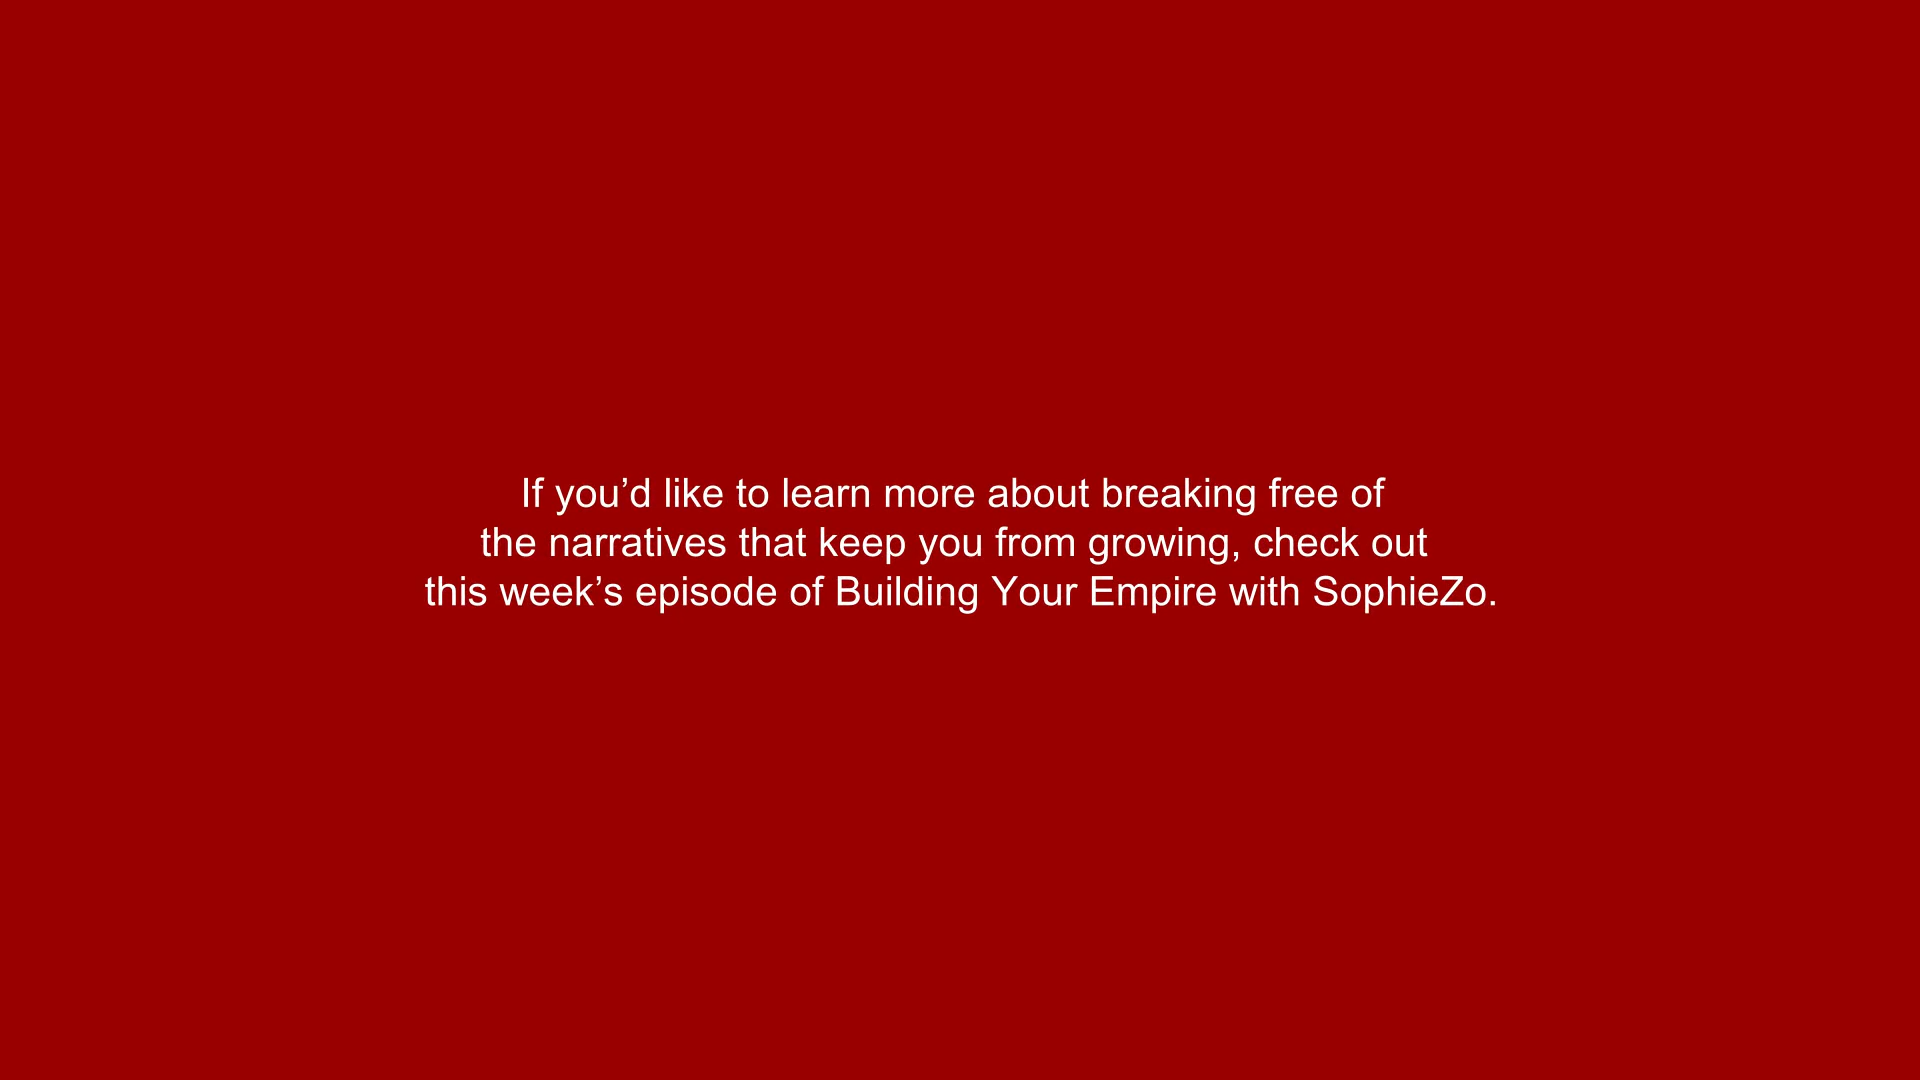 If you’d like to learn more about breaking free of
the narratives that keep you from growing, check out
this week’s episode of Building Your Empire with SophieZo.